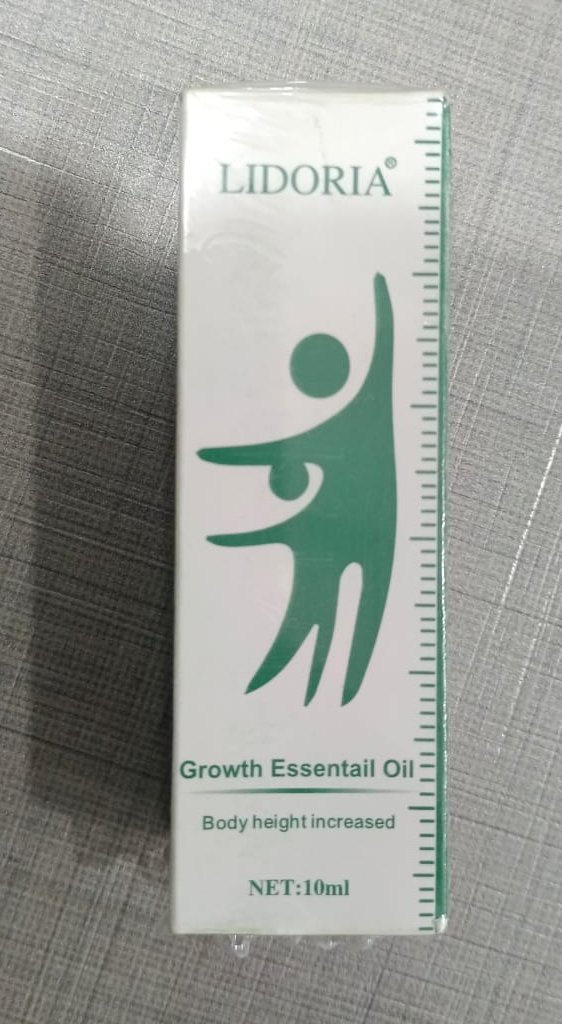 LIDORIA®
Growth Essentail Oil
Body height increased
NET:10ml